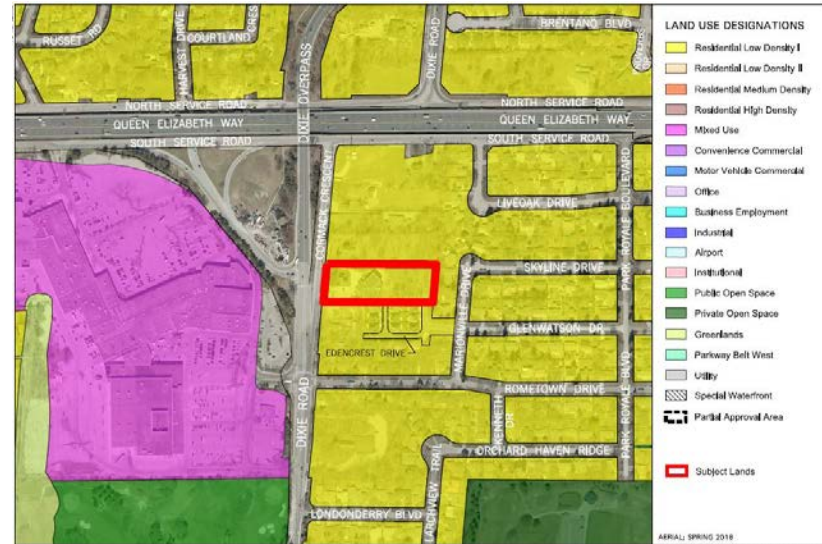 RUSSET RD
HARVEST DRIVE
COURTLAND CRES
DIXIE OVERPASS
DIXIE ROAD
BRENTANO BLVD
NORTH SERVICE ROAD
NORTH SERVICE ROAD
QUEEN ELIZABETH WAY
QUEEN ELIZABETH WAY
SOUTH SERVICE ROAD
SOUTH SERVICE ROAD
CORMACK CRESCENT
LIVEOAK DRIVE
PARK ROYALE BOULEVARD
SKYLINE DRIVE
MARIONVILLE DRIVE
GLENWATSON DR
EDENCREST DRIVE
DIXIE ROAD
ROMETOWN DRIVE
KENNETH DR
PARK ROYALE BLVD
ORCHARD HAVEN RIDGE
LARCHVIEW TRAIL
LONDONDERRY BLVD
LAND USE DESIGNATIONS
Residential Low Density I
Residential Low Density II
Residential Medium Density
Residential High Density
Mixed Use
Convenience Commercial
Motor Vehicle Commercial
Office
Business Employment
Industrial
Airport
Institutional
Public Open Space
Private Open Space
Greenlands
Parkway Belt West
Utility
Special Waterfront
Partial Approval Area
Subject Lands
AERIAL: SPRING 2018